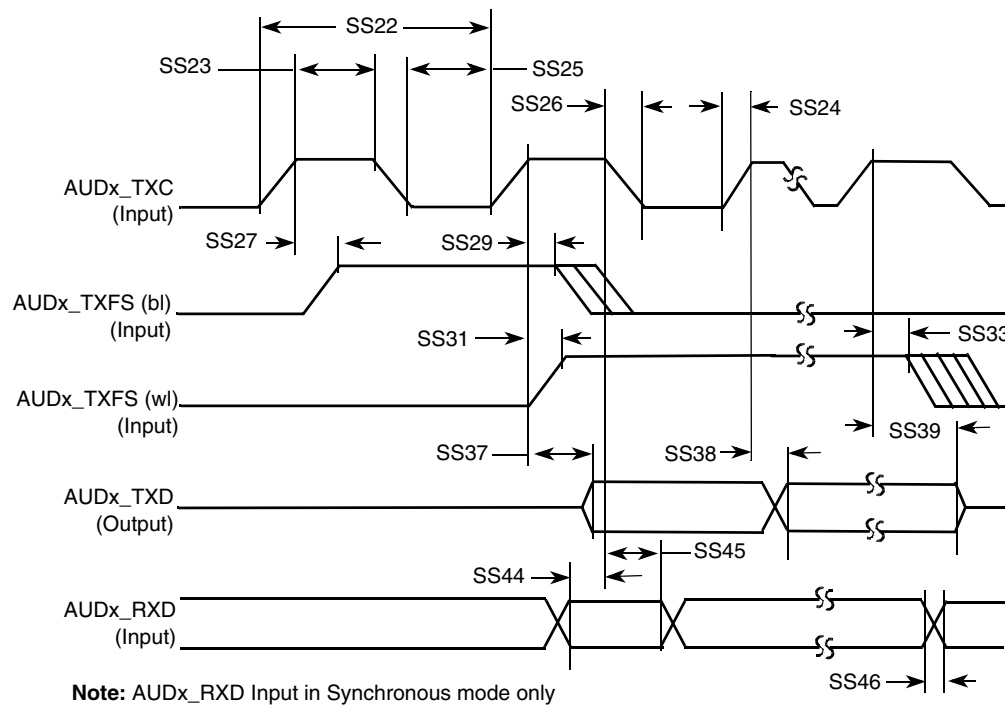 SS22
SS23
SS25
SS26
SS24
AUDx_TXC
(Input)
SS27
SS29
AUDx_TXFS (bl)
(Input)
SS31
SS33
AUDx_TXFS (wl)
(Input)
SS39
SS37
SS38
AUDx_TXD
(Output)
SS45
SS44
AUDx_RXD
(Input)
SS46
Note: AUDx_RXD Input in Synchronous mode only